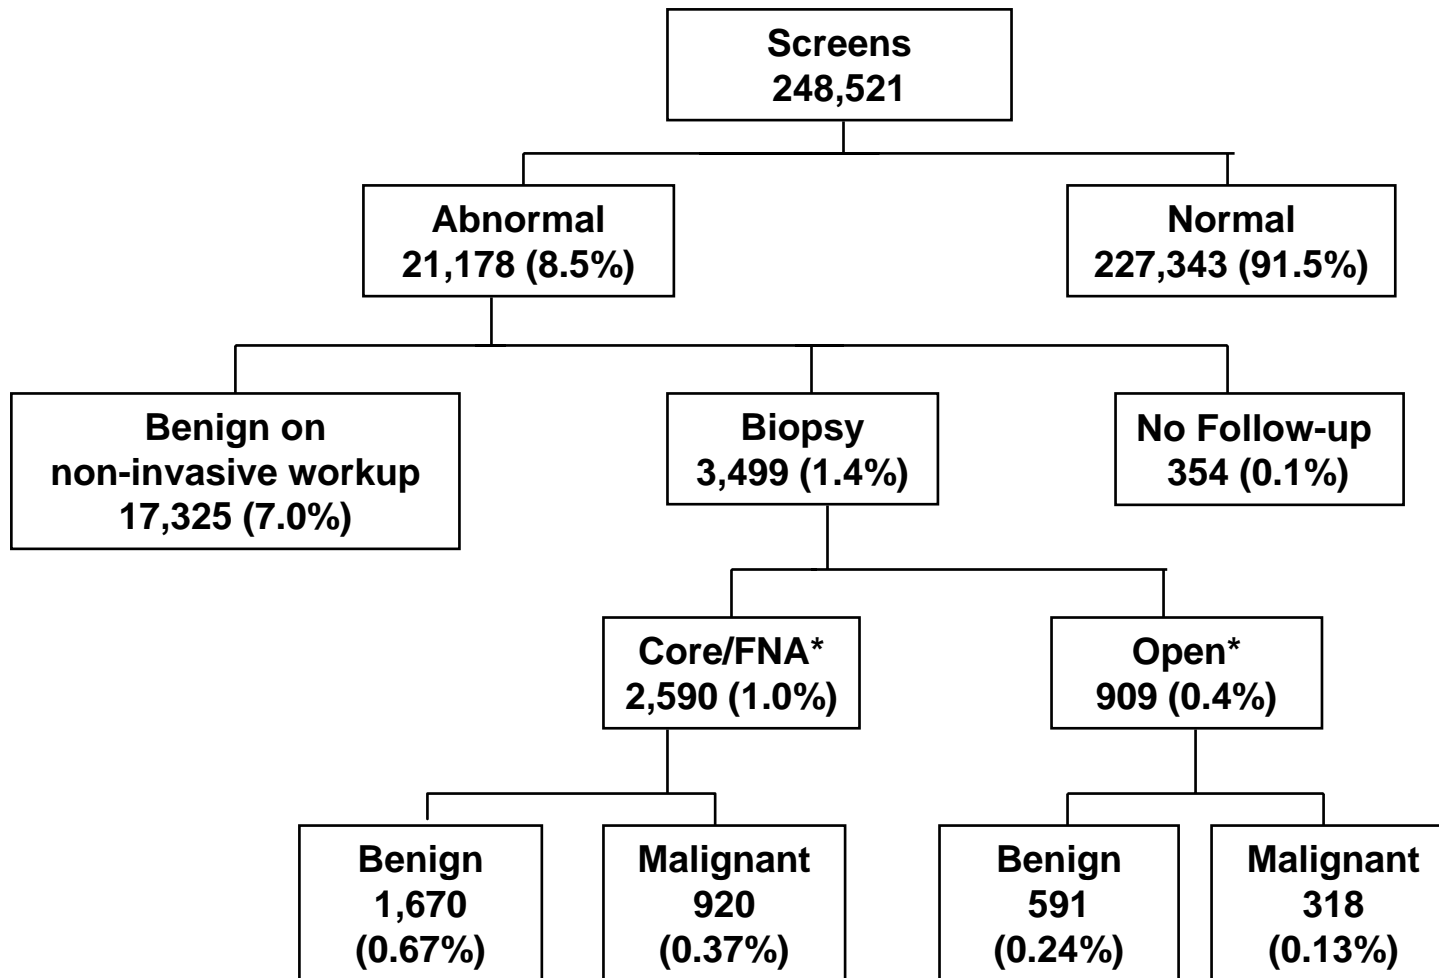 Screens
248,521
Abnormal
21,178 (8.5%)
Normal
227,343 (91.5%)
Benign on
non-invasive workup
17,325 (7.0%)
Biopsy
3,499 (1.4%)
No Follow-up
354 (0.1%)
Core/FNA*
2,590 (1.0%)
Open*
909 (0.4%)
Benign
1,670
(0.67%)
Malignant
920
(0.37%)
Benign
591
(0.24%)
Malignant
318
(0.13%)